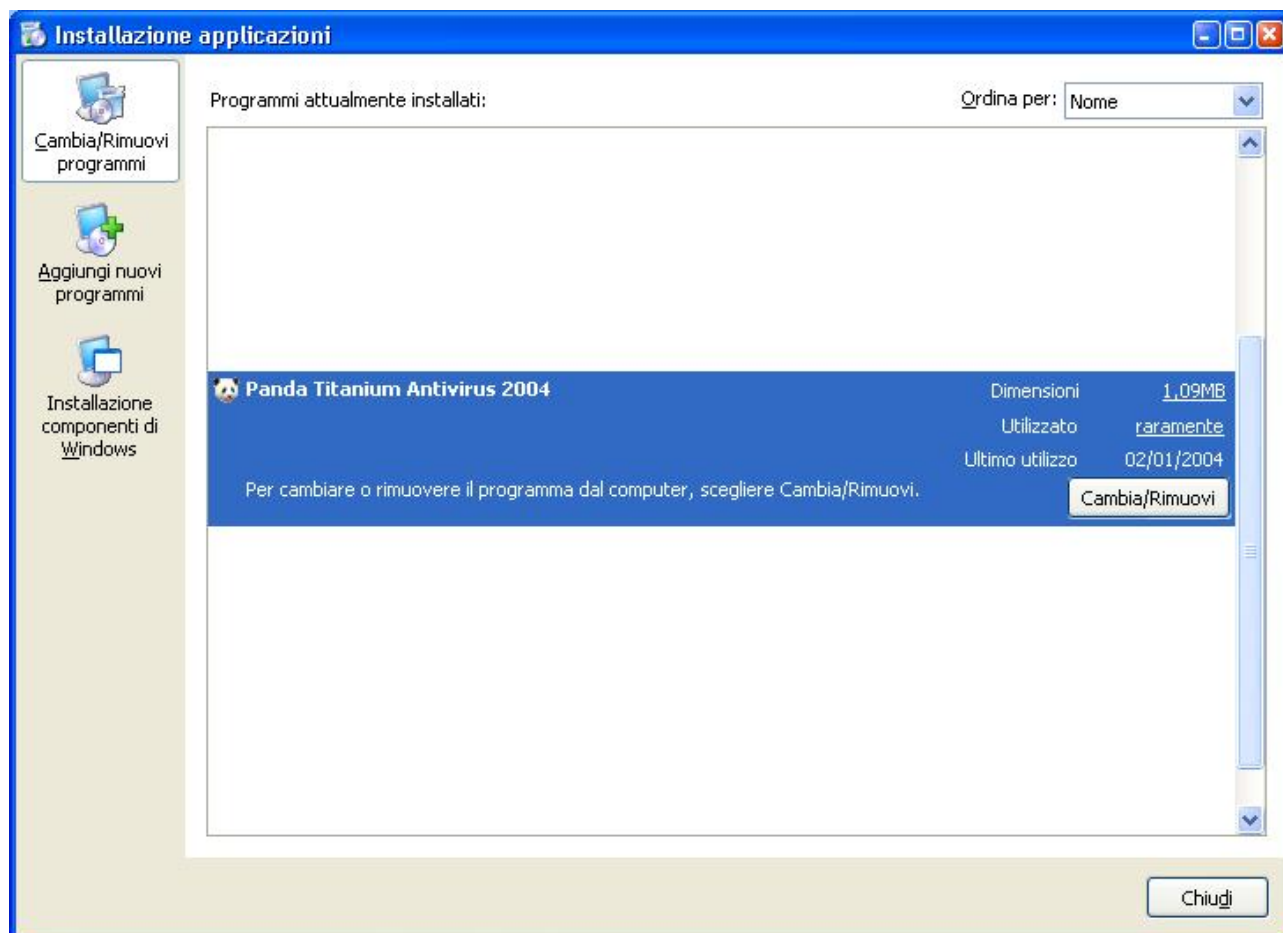 Installazione applicazioni
Cambia/Rimuovi
programmi
Aggiungi nuovi
programmi
Installazione
componenti di
Windows
Programmi attualmente installati:
Ordina per: Nome
Panda Titanium Antivirus 2004
Dimensioni 1,09MB
Utilizzato raramente
Ultimo utilizzo 02/01/2004
Per cambiare o rimuovere il programma dal computer, scegliere Cambia/Rimuovi.
Cambia/Rimuovi
Chiudi